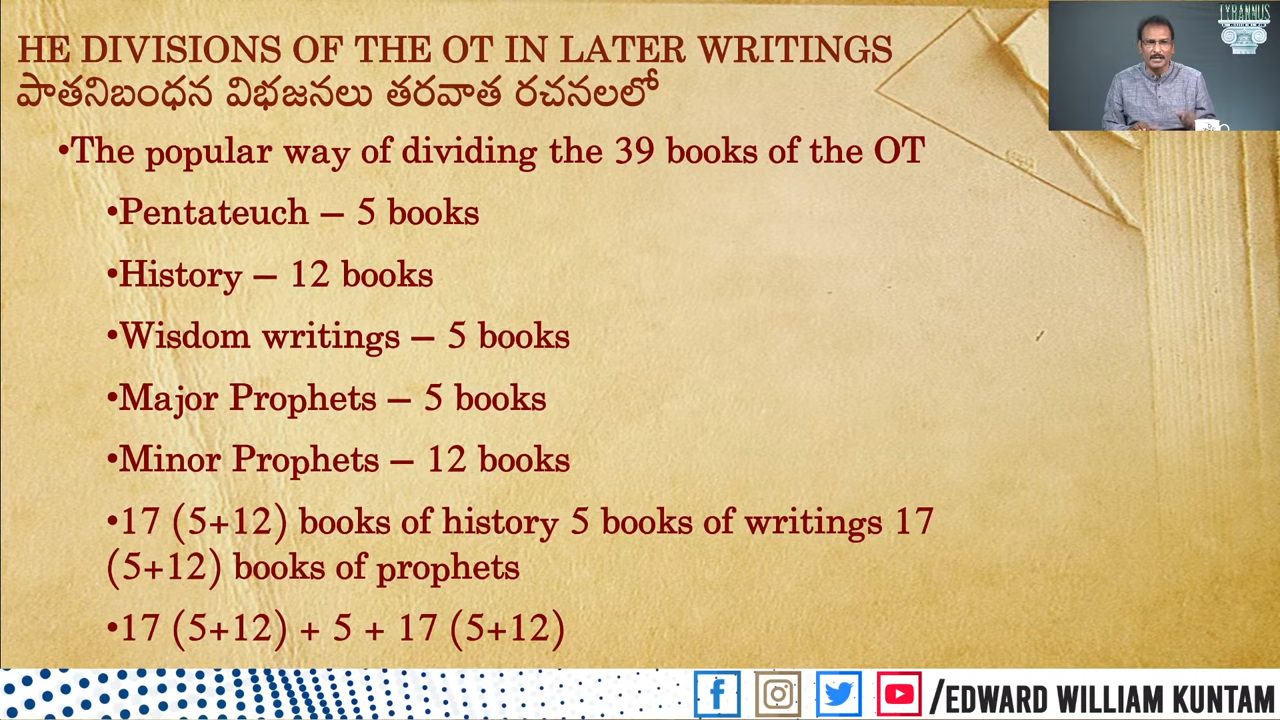 HE DIVISIONS OF THE OT IN LATER WRITINGS
పాతనిబంధన విభజనలు తరవాత రచనలలో
•The popular way of dividing the 39 books of the OT
•Pentateuch – 5 books
•History – 12 books
•Wisdom writings – 5 books
•Major Prophets – 5 books
•Minor Prophets – 12 books
•17 (5+12) books of history 5 books of writings 17
(5+12) books of prophets
•17 (5+12) + 5 + 17 (5+12)
TYRANNUS
/EDWARD WILLIAM KUNTAM